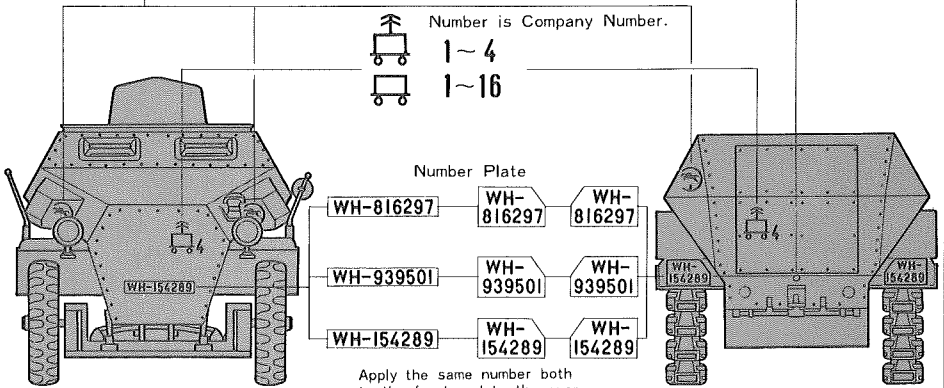 Number is Company Number.
1~4
1~16
Number Plate
WH-816297
WH-
816297
WH-
816297
WH-939501
WH-
939501
WH-
939501
WH-154289
WH-
154289
WH-
154289
4
WH-154289
4
WH-
154289
WH-
154289
Apply the same number both